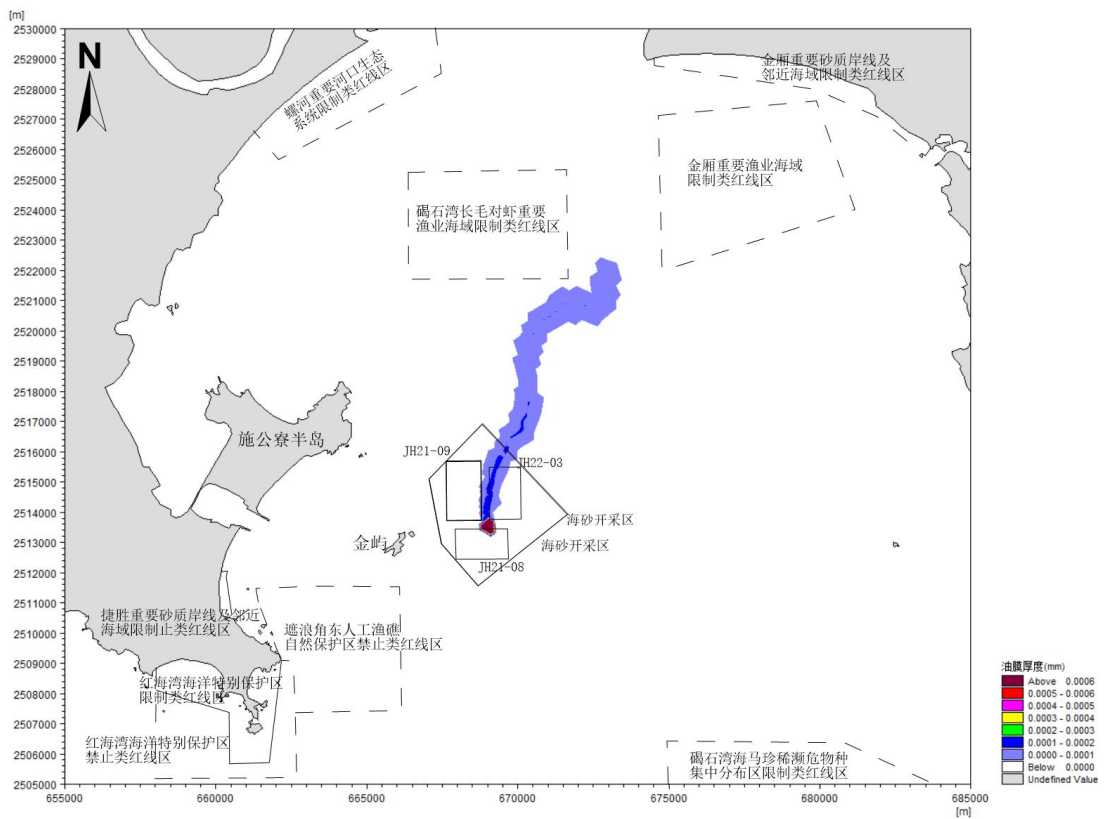 [m]
2530000
2529000
2528000
2527000
2526000
2525000
2524000
2523000
2522000
2521000
2520000
2519000
2518000
2517000
2516000
2515000
2514000
2513000
2512000
2511000
2510000
2509000
2508000
2507000
2506000
2505000
N
螺河重要河口生态
系统限制类红线区
金厢重要砂质岸线及
邻近海域限制类红线区
金厢重要渔业海域
限制类红线区
碣石湾长毛对虾重要
渔业海域限制类红线区
施公寮半岛
JH21-09
JH22-03
海砂开采区
海砂开采区
金屿
JH21-08
捷胜重要砂质岸线及邻近
海域限制止类红线区
遮浪角东人工渔礁
自然保护区禁止类红线区
红海湾海洋特别保护区
限制类红线区
红海湾海洋特别保护区
禁止类红线区
碣石湾海马珍稀濒危物种
集中分布区限制类红线区
655000
660000
665000
670000
675000
680000
685000
[m]
油膜厚度(mm)
Above 0.0006
0.0005 - 0.0006
0.0004 - 0.0005
0.0003 - 0.0004
0.0002 - 0.0003
0.0001 - 0.0002
0.0000 - 0.0001
Below 0.0000
Undefined Value